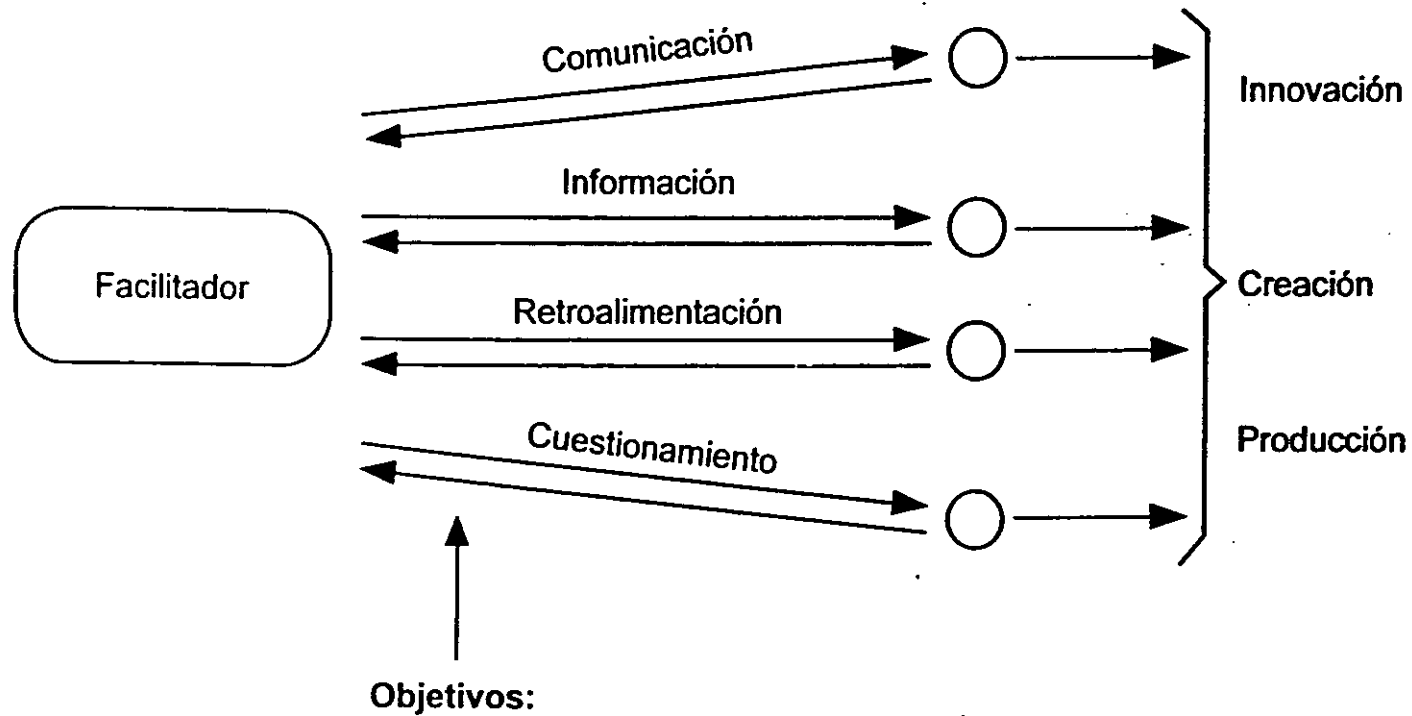 Comunicación
Innovación
Información
Facilitador
Creación
Retroalimentación
Cuestionamiento
Producción
Objetivos: